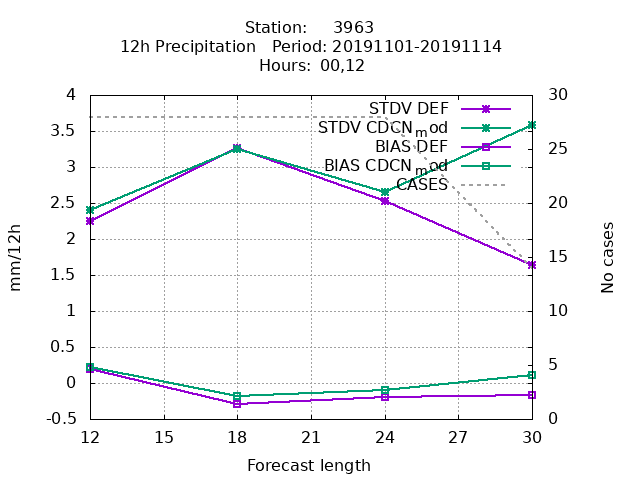 Station: 3963
12h Precipitation Period: 20191101-20191114
Hours: 00,12
4
3.5
3
2.5
2
1.5
1
0.5
0
-0.5
30
25
20
15
10
5
0
STDV DEF
STDV CDCN_mod
BIAS DEF
BIAS CDCN_mod
CASES
mm/12h
No cases
12 15 18 21 24 27 30
Forecast length